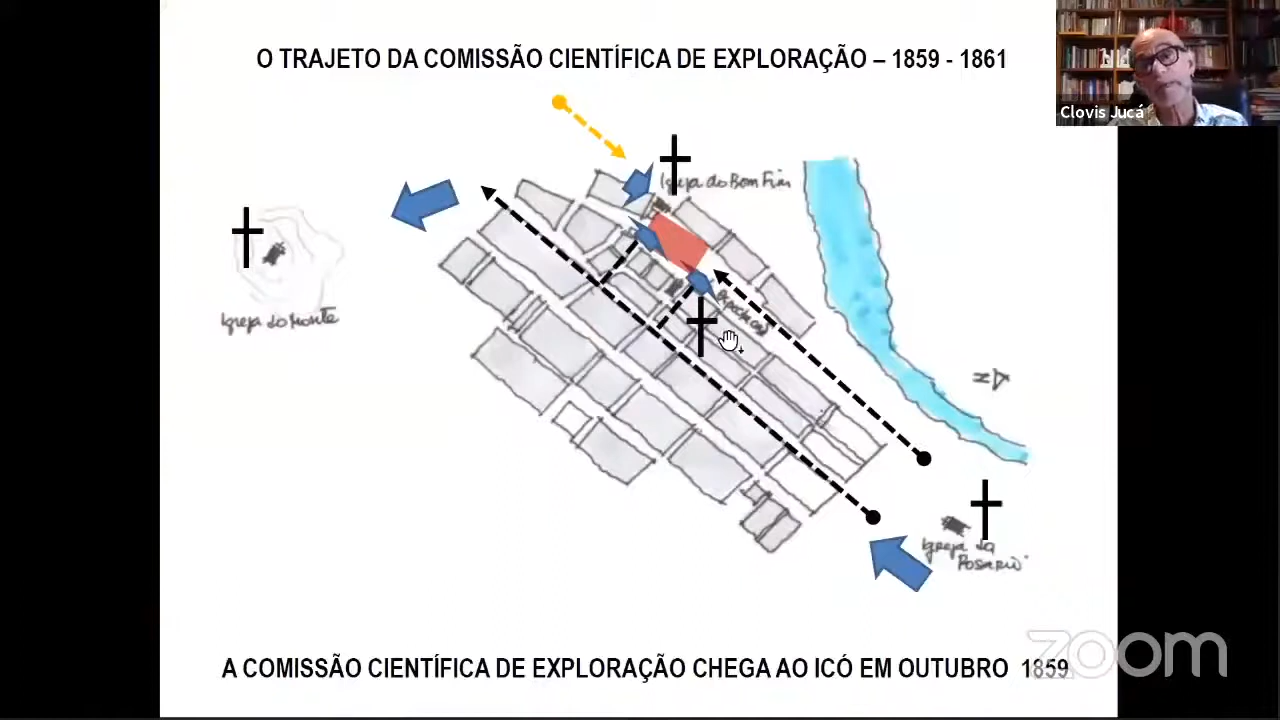 O TRAJETO DA COMISSÃO CIENTÍFICA DE EXPLORAÇÃO – 1859 - 1861
Clovis Jucá
Igreja do Bom Fim
Igreja do Monte
N
Igreja da
Rosario
zoom
A COMISSÃO CIENTÍFICA DE EXPLORAÇÃO CHEGA AO ICÓ EM OUTUBRO 1859